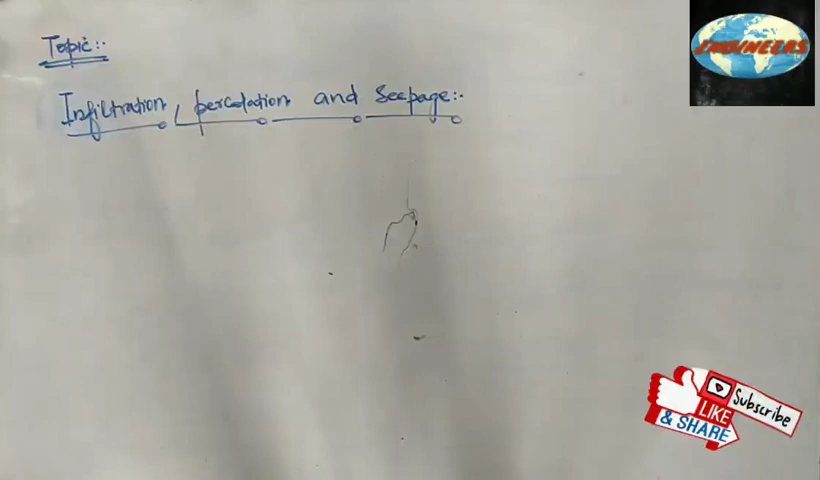 Topic:-
Infiltration, percolation and Seepage:-
ENGINEERS
Subscribe
LIKE
& SHARE